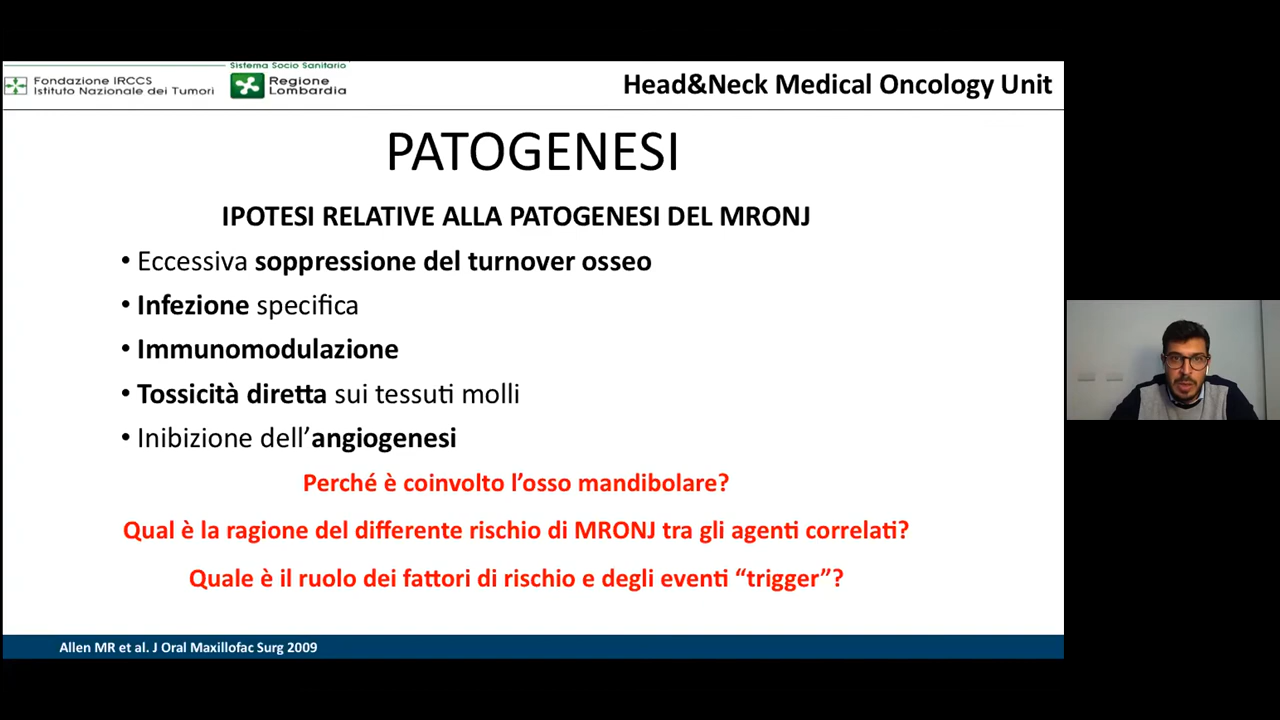 Fondazione IRCCS
Istituto Nazionale dei Tumori
Sistema Socio Sanitario
Regione
Lombardia
Head&Neck Medical Oncology Unit
PATOGENESI
IPOTESI RELATIVE ALLA PATOGENESI DEL MRONJ
• Eccessiva soppressione del turnover osseo
• Infezione specifica
• Immunomodulazione
• Tossicità diretta sui tessuti molli
• Inibizione dell’angiogenesi
Perché è coinvolto l’osso mandibolare?
Qual è la ragione del differente rischio di MRONJ tra gli agenti correlati?
Quale è il ruolo dei fattori di rischio e degli eventi “trigger”?
Allen MR et al. J Oral Maxillofac Surg 2009